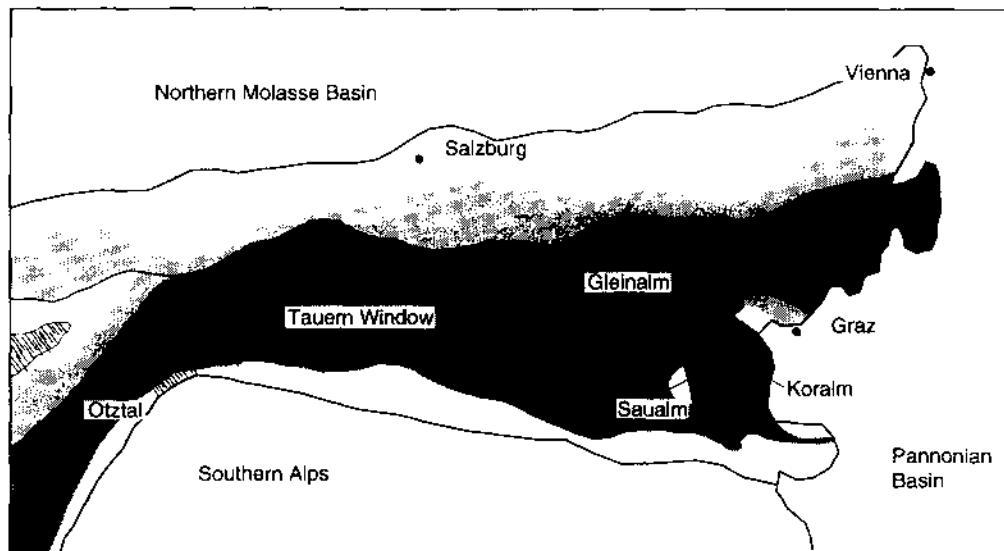 Vienna
Northern Molasse Basin
Salzburg
Gleinalm
Tauern Window
Graz
Koralm
Otztal
Saualm
Pannonian
Basin
Southern Alps